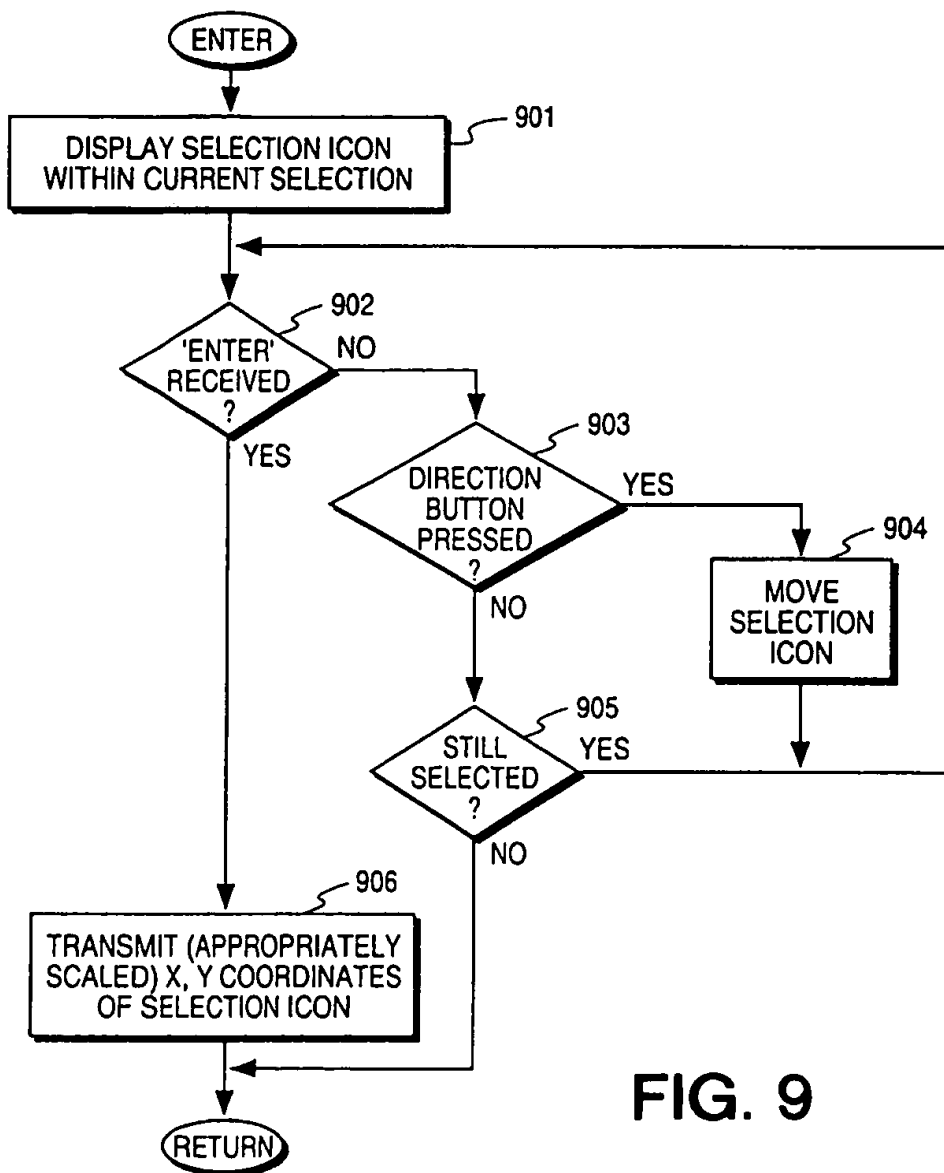 ENTER
901
DISPLAY SELECTION ICON
WITHIN CURRENT SELECTION
902
'ENTER'
RECEIVED
?
NO
YES
903
DIRECTION
BUTTON
PRESSED
?
YES
NO
904
MOVE
SELECTION
ICON
905
STILL
SELECTED
?
YES
NO
906
TRANSMIT (APPROPRIATELY
SCALED) X, Y COORDINATES
OF SELECTION ICON
RETURN
FIG. 9